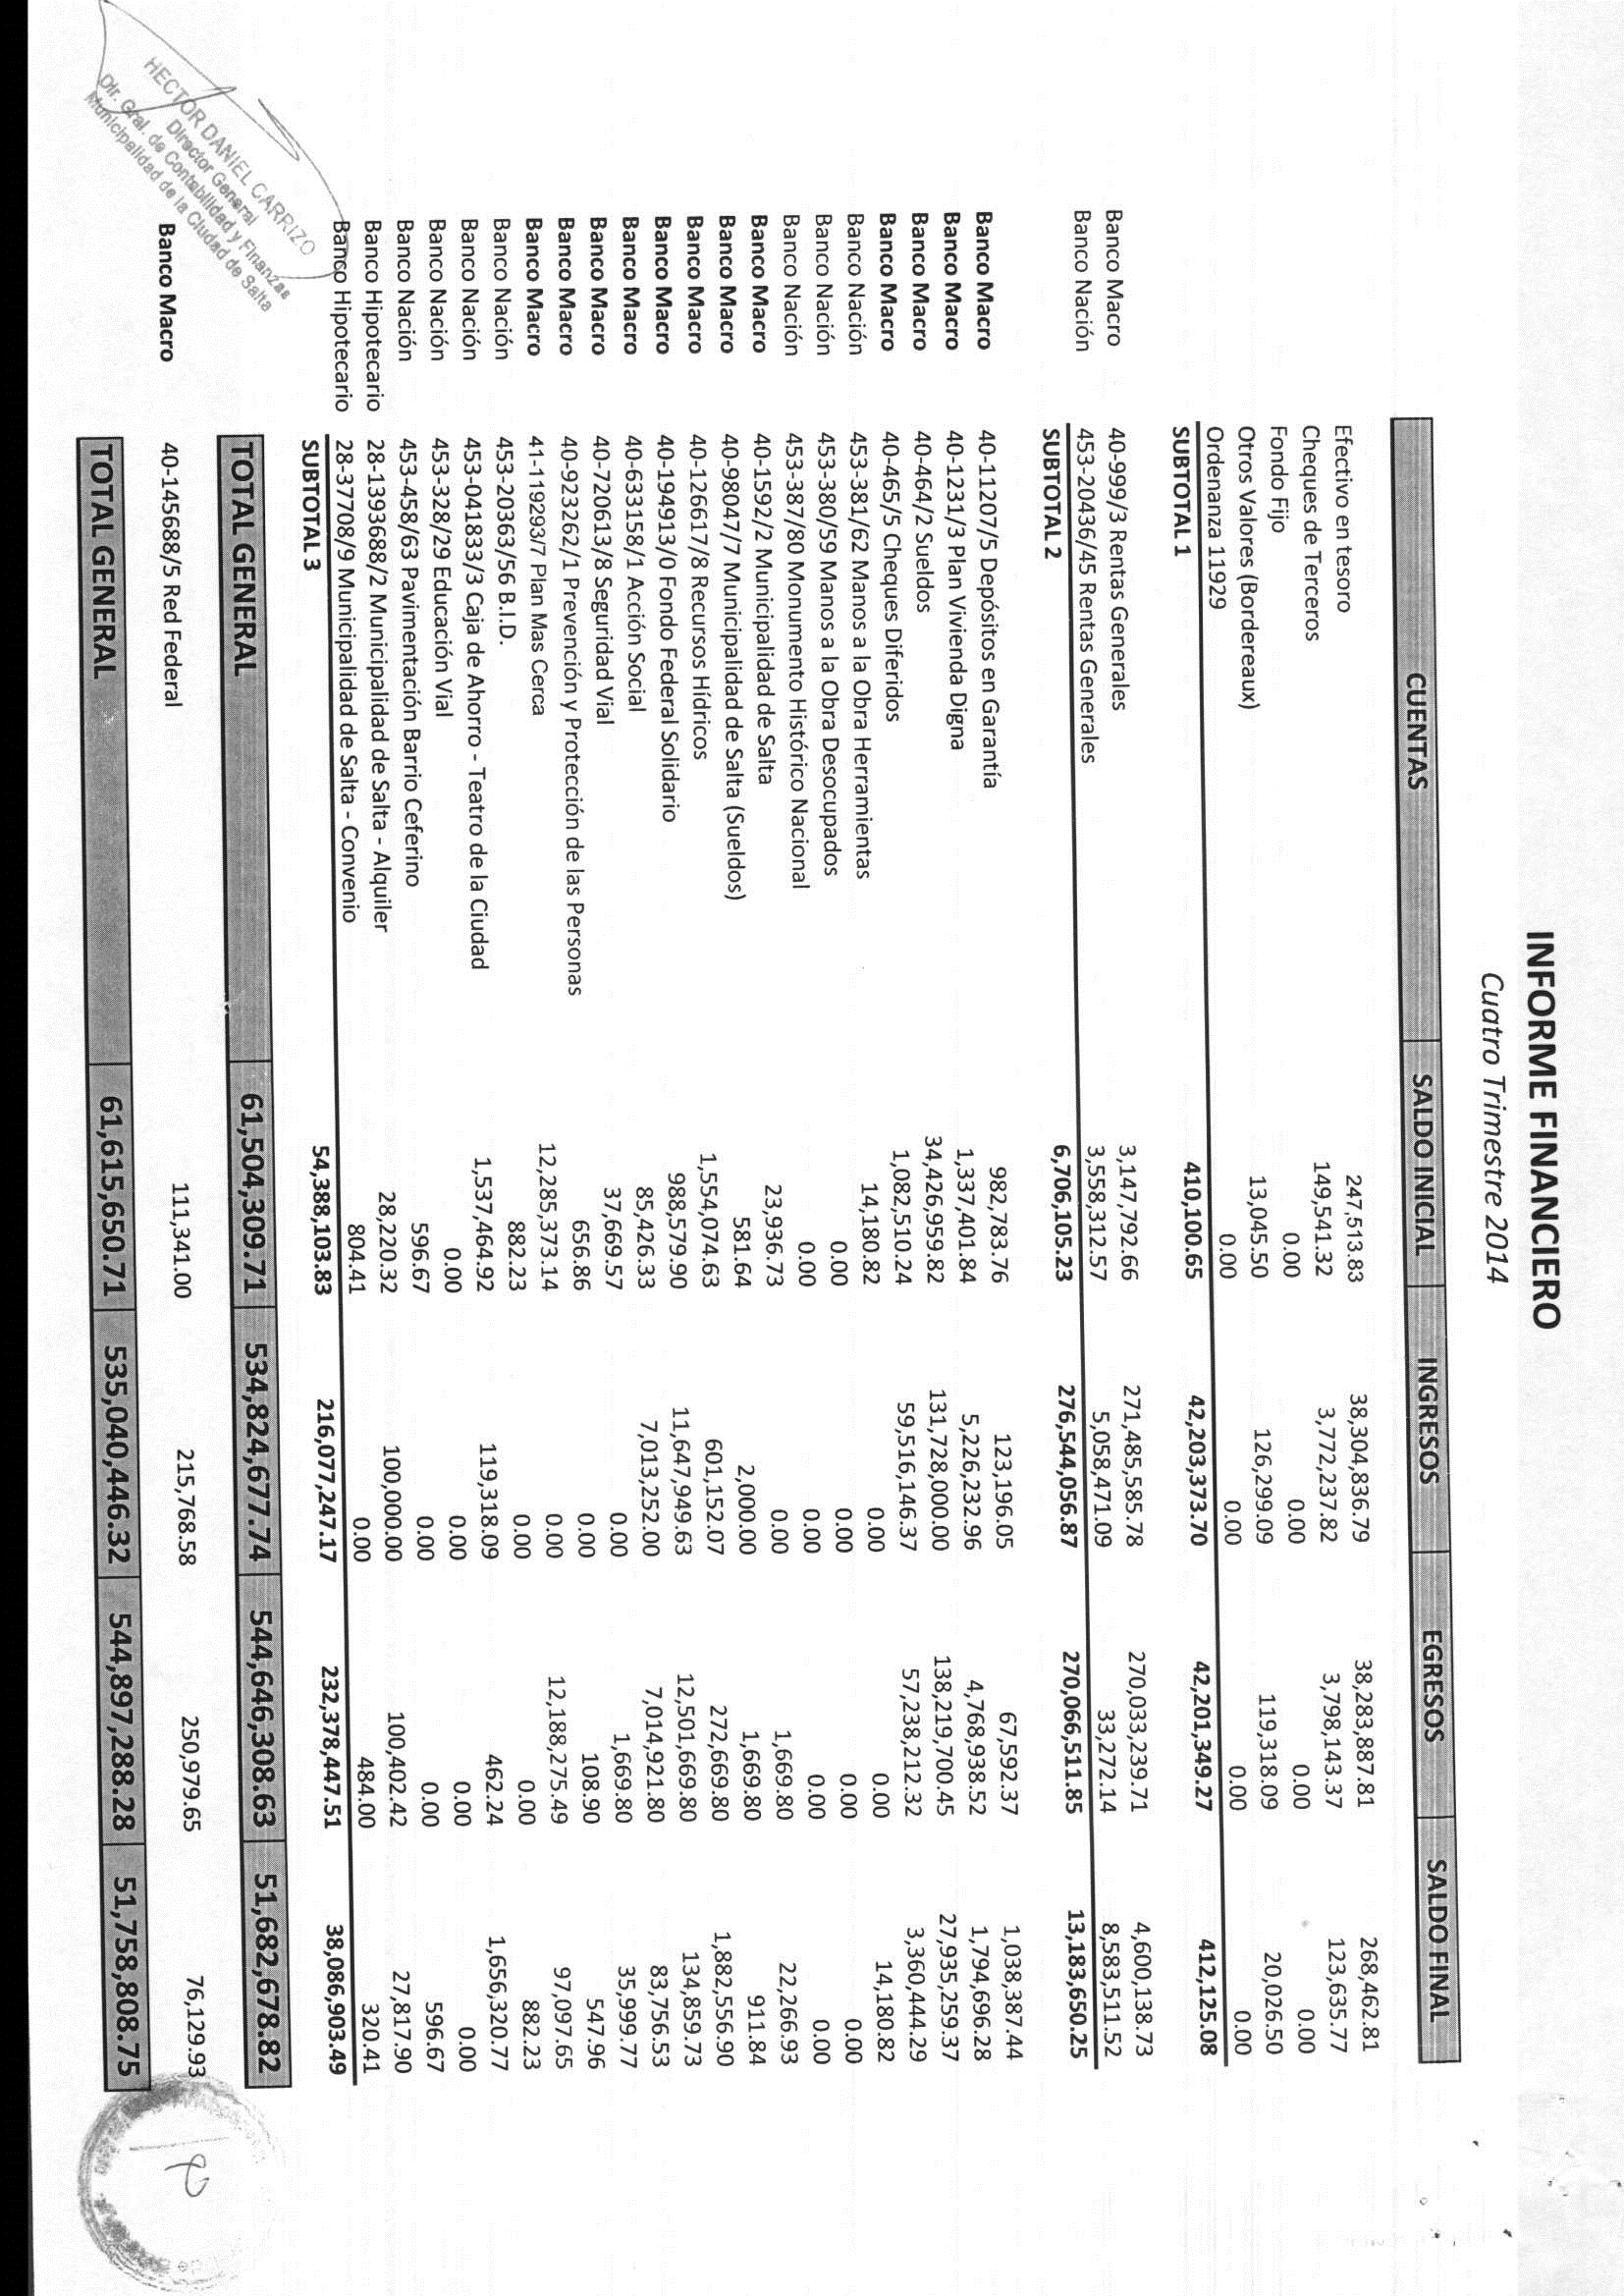 INFORME FINANCIERO
Cuatro Trimestre 2014
CUENTAS SALDO INICIAL INGRESOS EGRESOS SALDO FINAL
Efectivo en tesoro 247,513.83 38,304,836.79 38,283,887.81 268,462.81
Cheques de Terceros 149,541.32 3,772,237.82 3,798,143.37 123,635.77
Fondo Fijo 0.00 0.00 0.00 0.00
Otros Valores (Bordereaux) 13,045.50 126,299.09 119,318.09 20,026.50
Ordenanza 11929 0.00 0.00 0.00 0.00
SUBTOTAL 1 410,100.65 42,203,373.70 42,201,349.27 412,125.08
Banco Macro 40-999/3 Rentas Generales 3,147,792.66 271,485,585.78 270,033,239.71 4,600,138.73
Banco Nación 453-20436/45 Rentas Generales 3,558,312.57 5,058,471.09 33,272.14 8,583,511.52
SUBTOTAL 2 6,706,105.23 276,544,056.87 270,066,511.85 13,183,650.25
Banco Macro 40-11207/5 Depósitos en Garantía 982,783.76 123,196.05 67,592.37 1,038,387.44
Banco Macro 40-1231/3 Plan Vivienda Digna 1,337,401.84 5,226,232.96 4,768,938.52 1,794,696.28
Banco Macro 40-464/2 Sueldos 34,426,959.82 131,728,000.00 138,219,700.45 27,935,259.37
Banco Macro 40-465/5 Cheques Diferidos 1,082,510.24 59,516,146.37 57,238,212.32 3,360,444.29
Banco Nación 453-381/62 Manos a la Obra Herramientas 14,180.82 0.00 0.00 14,180.82
Banco Nación 453-380/59 Manos a la Obra Desocupados 0.00 0.00 0.00 0.00
Banco Nación 453-387/80 Monumento Histórico Nacional 0.00 0.00 0.00 0.00
Banco Macro 40-1592/2 Municipalidad de Salta 23,936.73 0.00 1,669.80 22,266.93
Banco Macro 40-98047/7 Municipalidad de Salta (Sueldos) 581.64 2,000.00 1,669.80 911.84
Banco Macro 40-126617/8 Recursos Hídricos 1,554,074.63 601,152.07 272,669.80 1,882,556.90
Banco Macro 40-194913/0 Fondo Federal Solidario 988,579.90 11,647,949.63 12,501,669.80 134,859.73
Banco Macro 40-633158/1 Acción Social 85,426.33 7,013,252.00 7,014,921.80 83,756.53
Banco Macro 40-720613/8 Seguridad Vial 37,669.57 0.00 1,669.80 35,999.77
Banco Macro 40-923262/1 Prevención y Protección de las Personas 656.86 0.00 108.90 547.96
Banco Macro 41-119293/7 Plan Mas Cerca 12,285,373.14 0.00 12,188,275.49 97,097.65
Banco Nación 453-20363/56 B.I.D. 882.23 0.00 0.00 882.23
Banco Nación 453-041833/3 Caja de Ahorro - Teatro de la Ciudad 1,537,464.92 119,318.09 462.24 1,656,320.77
Banco Nación 453-328/29 Educación Vial 0.00 0.00 0.00 0.00
Banco Nación 453-458/63 Pavimentación Barrio Ceferino 596.67 0.00 0.00 596.67
Banco Hipotecario 28-1393688/2 Municipalidad de Salta - Alquiler 28,220.32 100,000.00 100,402.42 27,817.90
Banco Hipotecario 28-37708/9 Municipalidad de Salta - Convenio 804.41 0.00 484.00 320.41
SUBTOTAL 3 54,388,103.83 216,077,247.17 232,378,447.51 38,086,903.49
TOTAL GENERAL 61,504,309.71 534,824,677.74 544,646,308.63 51,682,678.82
Banco Macro 40-145688/5 Red Federal 111,341.00 215,768.58 250,979.65 76,129.93
TOTAL GENERAL 61,615,650.71 535,040,446.32 544,897,288.28 51,758,808.75
HECTOR DANIEL CARRIZO
Director General
Dir. Gral. de Contabilidad y Finanzas
Municipalidad de la Ciudad de Salta